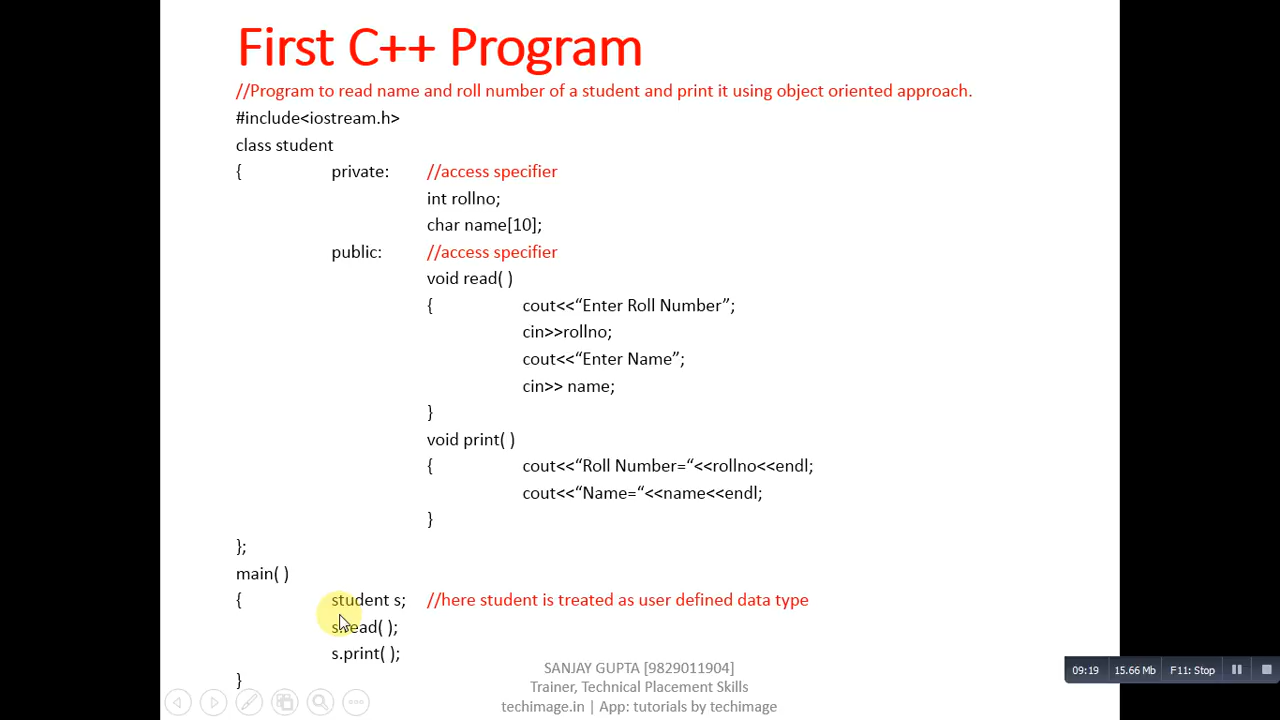 First C++ Program
//Program to read name and roll number of a student and print it using object oriented approach.
#include<iostream.h>
class student
{ private: //access specifier
int rollno;
char name[10];
public: //access specifier
void read( )
{ cout<<“Enter Roll Number”;
cin>>rollno;
cout<<“Enter Name”;
cin>> name;
}
void print( )
{ cout<<“Roll Number=“<<rollno<<endl;
cout<<“Name=“<<name<<endl;
}
};
main( )
{ student s; //here student is treated as user defined data type
s.read( );
s.print( );
}
SANJAY GUPTA [9829011904]
Trainer, Technical Placement Skills
techimage.in | App: tutorials by techimage
09:19 15.66 Mb F11: Stop